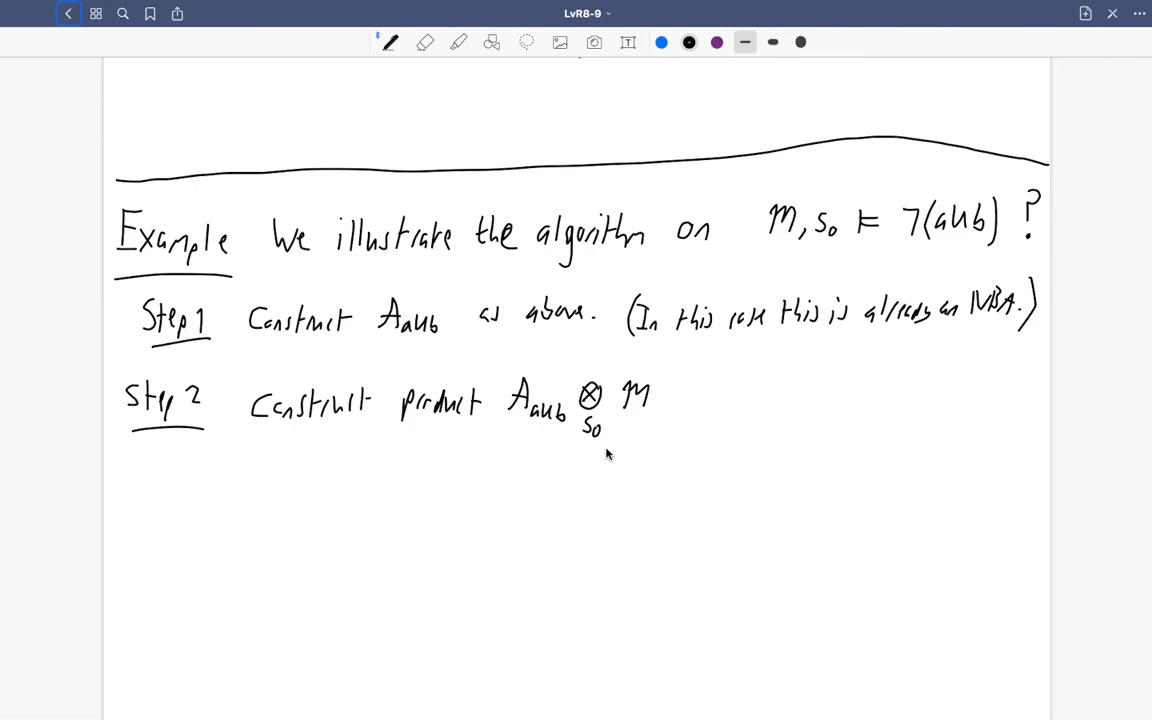 LvR8-9
Example We illustrate the algorithm on 𝓜, s₀ ⊨ ¬(aUb) ?
Step 1 Construct A_aUb as above. (In this case this is already an NBA.)
Step 2 Construct product A_aUb ⊗_s₀ 𝓜